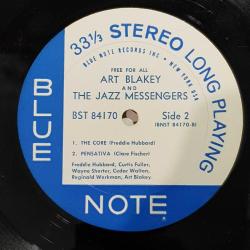 33⅓ STEREO LONG PLAYING
BLUE NOTE RECORDS INC • NEW YORK USA
FREE FOR ALL
ART BLAKEY
AND
THE JAZZ MESSENGERS
BST 84170
Side 2
(BNST 84170-B)
1. THE CORE (Freddie Hubbard)
2. PENSATIVA (Clare Fischer)
Freddie Hubbard, Curtis Fuller,
Wayne Shorter, Cedar Walton,
Reginald Workman, Art Blakey.
BLUE
NOTE